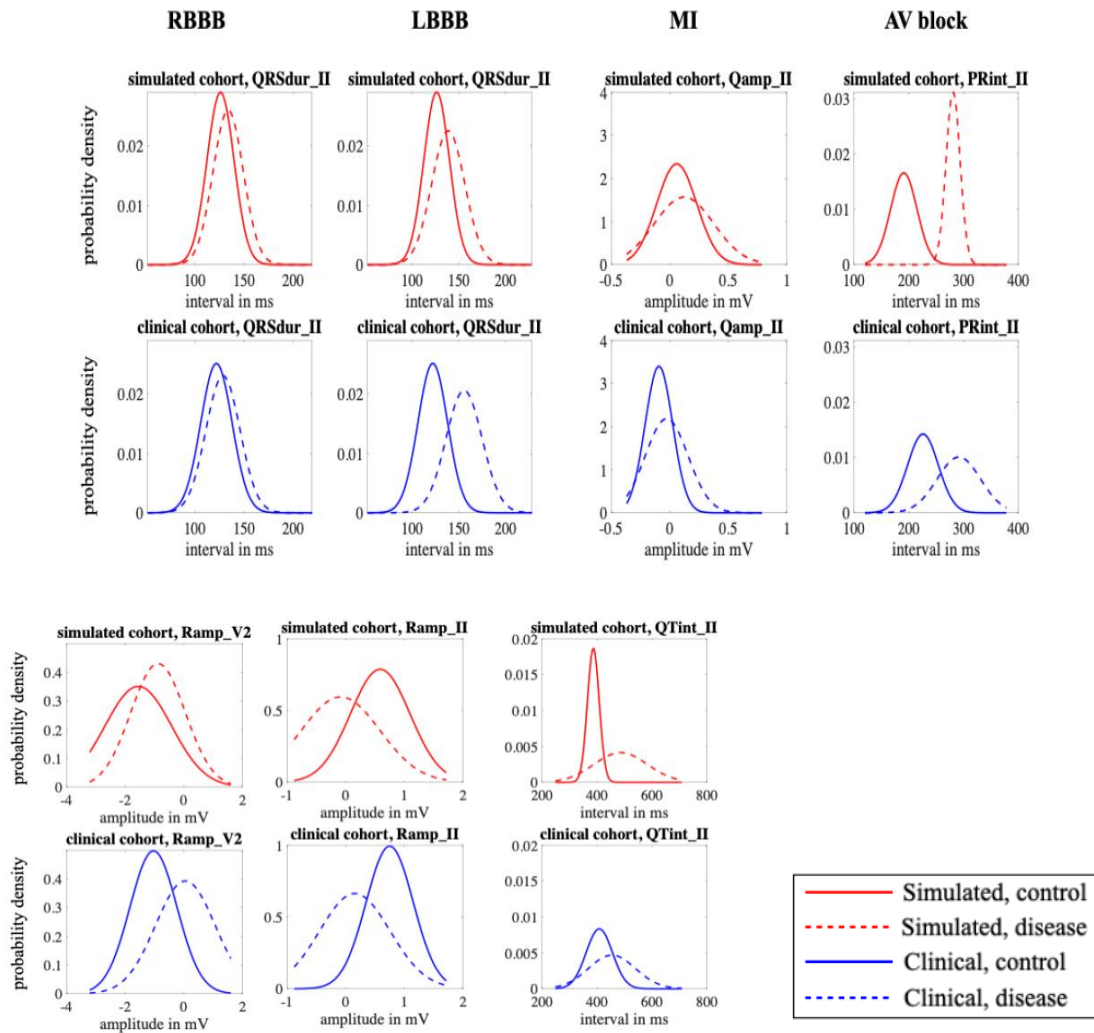 RBBB LBBB MI AV block
simulated cohort, QRSdur_II simulated cohort, QRSdur_II simulated cohort, Qamp_II simulated cohort, PRint_II
probability density
0.02
0.01
0
100 150 200
interval in ms
0.02
0.01
0
100 150 200
interval in ms
4
3
2
1
0
-0.5 0 0.5 1
amplitude in mV
0.03
0.02
0.01
0
100 200 300 400
interval in ms
clinical cohort, QRSdur_II clinical cohort, QRSdur_II clinical cohort, Qamp_II clinical cohort, PRint_II
probability density
0.02
0.01
0
100 150 200
interval in ms
0.02
0.01
0
100 150 200
interval in ms
4
3
2
1
0
-0.5 0 0.5 1
amplitude in mV
0.03
0.02
0.01
0
100 200 300 400
interval in ms
simulated cohort, Ramp_V2 simulated cohort, Ramp_II simulated cohort, QTint_II
probability density
0.4
0.3
0.2
0.1
0
-4 -2 0 2
amplitude in mV
1
0.5
0
-1 0 1 2
amplitude in mV
0.02
0.015
0.01
0.005
0
200 400 600 800
interval in ms
clinical cohort, Ramp_V2 clinical cohort, Ramp_II clinical cohort, QTint_II
probability density
0.4
0.3
0.2
0.1
0
-4 -2 0 2
amplitude in mV
1
0.5
0
-1 0 1 2
amplitude in mV
0.02
0.015
0.01
0.005
0
200 400 600 800
interval in ms
Simulated, control
Simulated, disease
Clinical, control
Clinical, disease